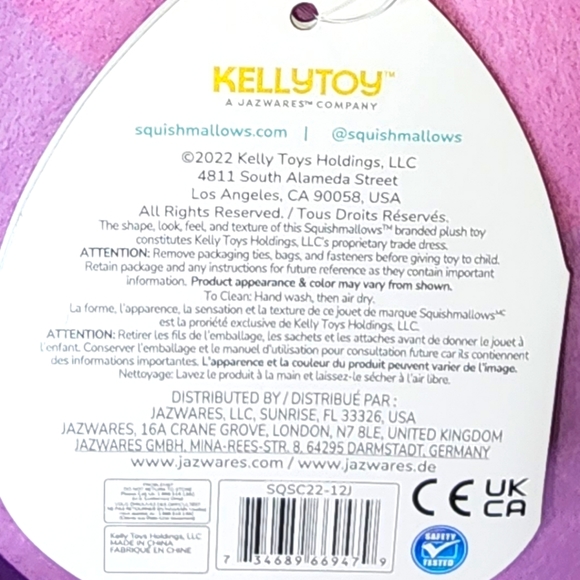 KELLYTOY™
A JAZWARES™ COMPANY
squishmallows.com | @squishmallows
©2022 Kelly Toys Holdings, LLC
4811 South Alameda Street
Los Angeles, CA 90058, USA
All Rights Reserved. / Tous Droits Réservés.
The shape, look, feel, and texture of this Squishmallows™ branded plush toy
constitutes Kelly Toys Holdings, LLC's proprietary trade dress.
ATTENTION: Remove packaging ties, bags, and fasteners before giving toy to child.
Retain package and any instructions for future reference as they contain important
information. Product appearance & color may vary from shown.
To Clean: Hand wash, then air dry.
La forme, l'apparence, la sensation et la texture de ce jouet de marque Squishmallows
est la proriété exclusive de Kelly Toys Holdings, LLC.
ATTENTION: Retirer les fils de l'emballage, les sachets et les attaches avant de donner le jouet à
l'enfant. Conserver l'emballage et le manuel d'utilisation pour consultation future car ils contiennent
des informations importantes. L'apparence et la couleur du produit peuvent varier de l'image.
Nettoyage: Lavez le produit à la main et laissez-le sécher à l'air libre.
DISTRIBUTED BY / DISTRIBUÉ PAR :
JAZWARES, LLC, SUNRISE, FL 33326, USA
JAZWARES, 16A CRANE GROVE, LONDON, N7 8LE, UNITED KINGDOM
JAZWARES GMBH, MINA-REES-STR. 8, 64295 DARMSTADT, GERMANY
www.jazwares.com / www.jazwares.de
PROBLEMS?
DO NOT RETURN TO STORE
SQSC22-12J
CE UK CA
Kelly Toys Holdings, LLC
MADE IN CHINA
FABRIQUÉ EN CHINE
7 34689 66947 9
SAFETY
TESTED